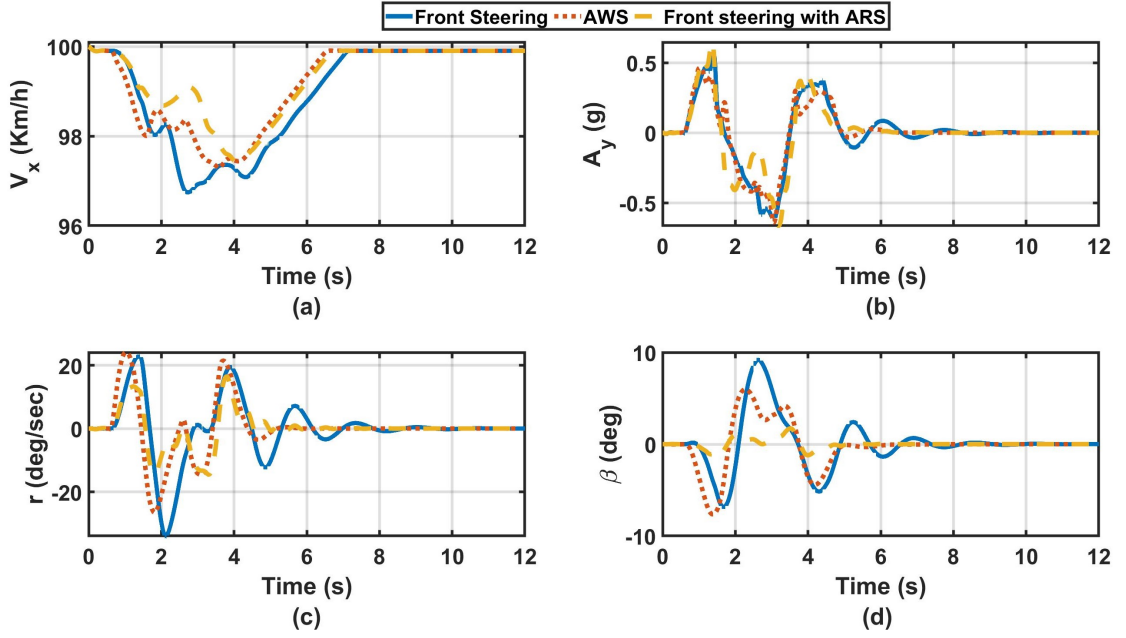 Front Steering AWS Front steering with ARS
100
98
96
V_x (Km/h)
0 2 4 6 8 10 12
Time (s)
(a)
0.5
0
-0.5
A_y (g)
0 2 4 6 8 10 12
Time (s)
(b)
20
0
-20
r (deg/sec)
0 2 4 6 8 10 12
Time (s)
(c)
10
0
-10
β (deg)
0 2 4 6 8 10 12
Time (s)
(d)